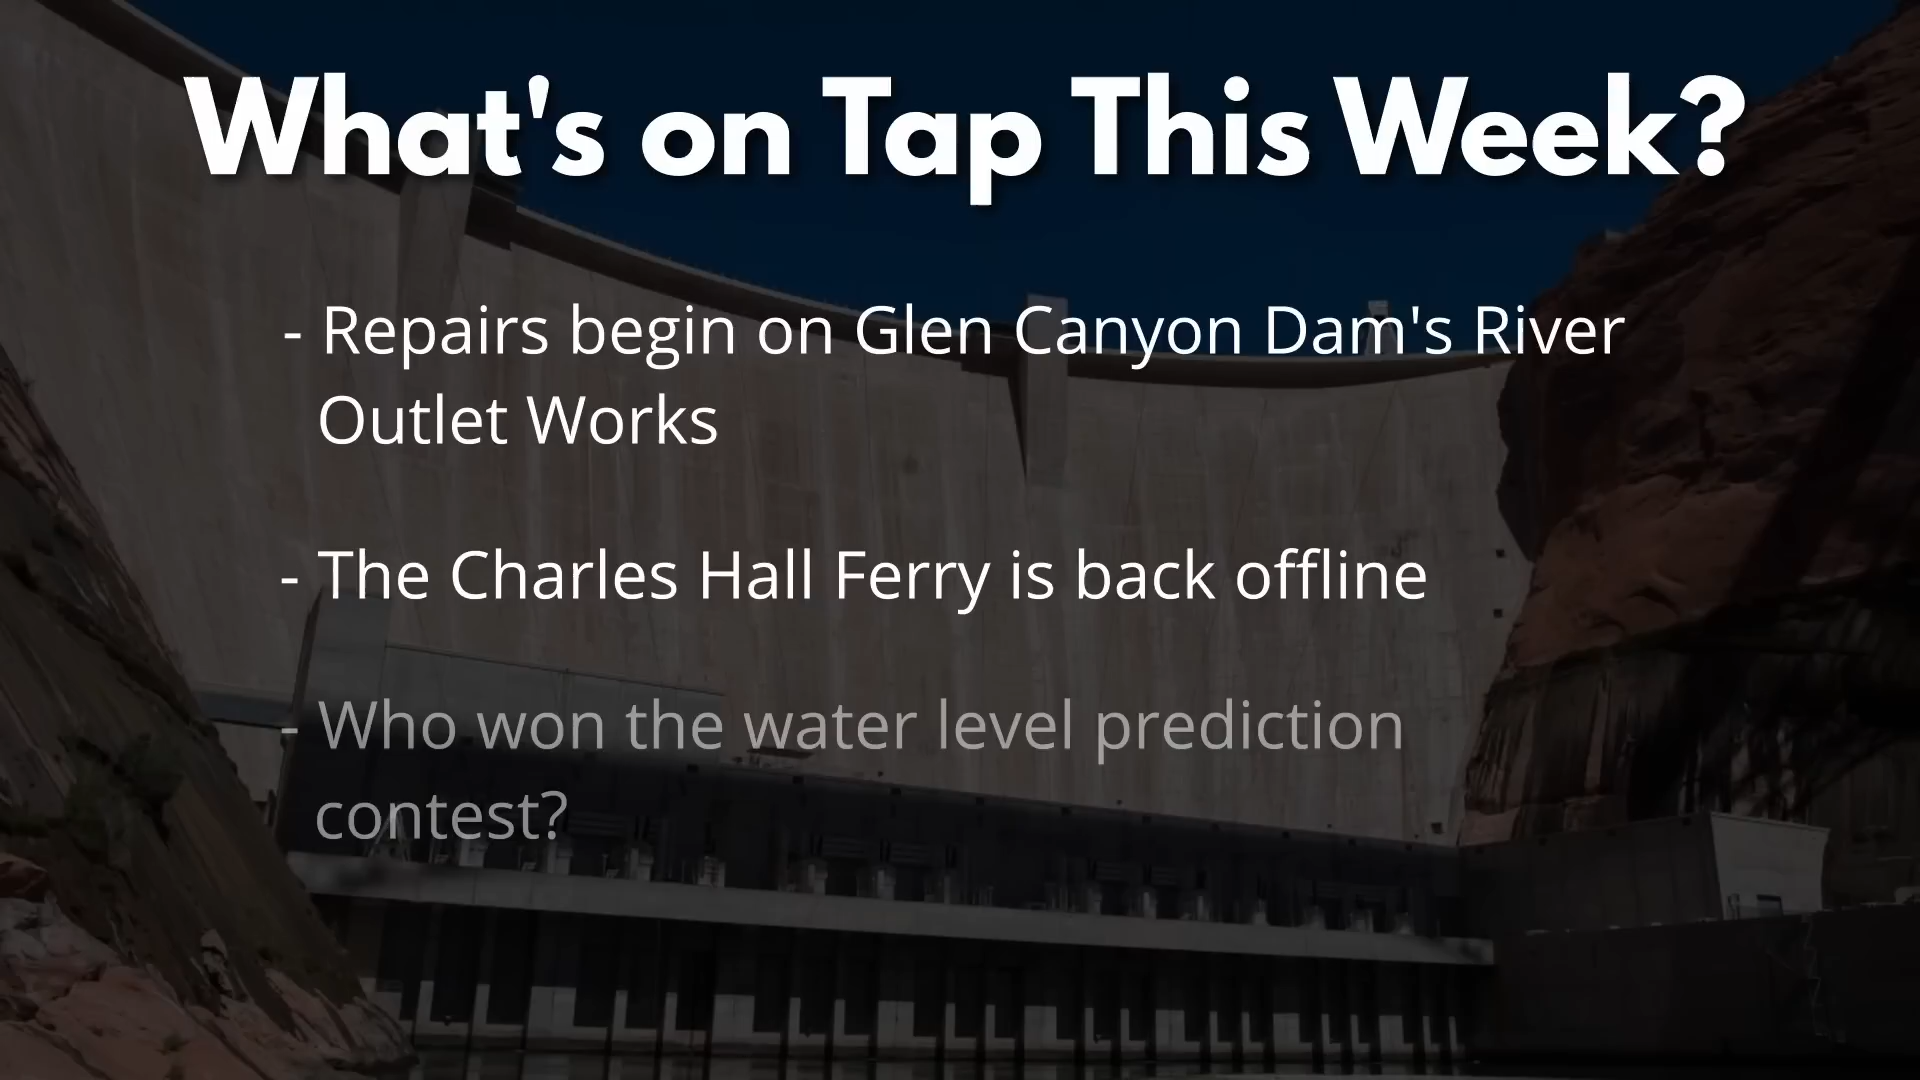 What's on Tap This Week?
- Repairs begin on Glen Canyon Dam's River
Outlet Works
- The Charles Hall Ferry is back offline
- Who won the water level prediction
contest?